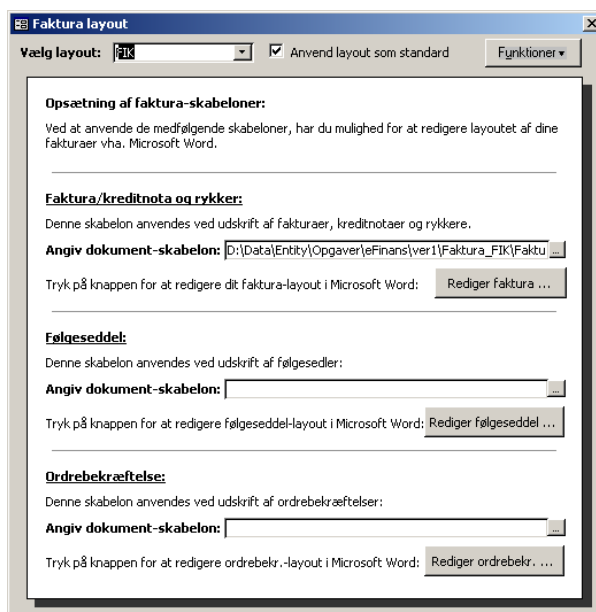 Faktura layout
Vælg layout: FIK Anvend layout som standard Funktioner
Opsætning af faktura-skabeloner:
Ved at anvende de medfølgende skabeloner, har du mulighed for at redigere layoutet af dine
fakturaer vha. Microsoft Word.
Faktura/kreditnota og rykker:
Denne skabelon anvendes ved udskrift af fakturaer, kreditnotaer og rykkere.
Angiv dokument-skabelon: D:\Data\Entity\Opgaver\eFinans\ver1\Faktura_FIK\Faktu ...
Tryk på knappen for at redigere dit faktura-layout i Microsoft Word: Rediger faktura ...
Følgeseddel:
Denne skabelon anvendes ved udskrift af følgesedler:
Angiv dokument-skabelon: ...
Tryk på knappen for at redigere følgeseddel-layout i Microsoft Word: Rediger følgeseddel ...
Ordrebekræftelse:
Denne skabelon anvendes ved udskrift af ordrebekræftelser:
Angiv dokument-skabelon: ...
Tryk på knappen for at redigere ordrebekr.-layout i Microsoft Word: Rediger ordrebekr. ...